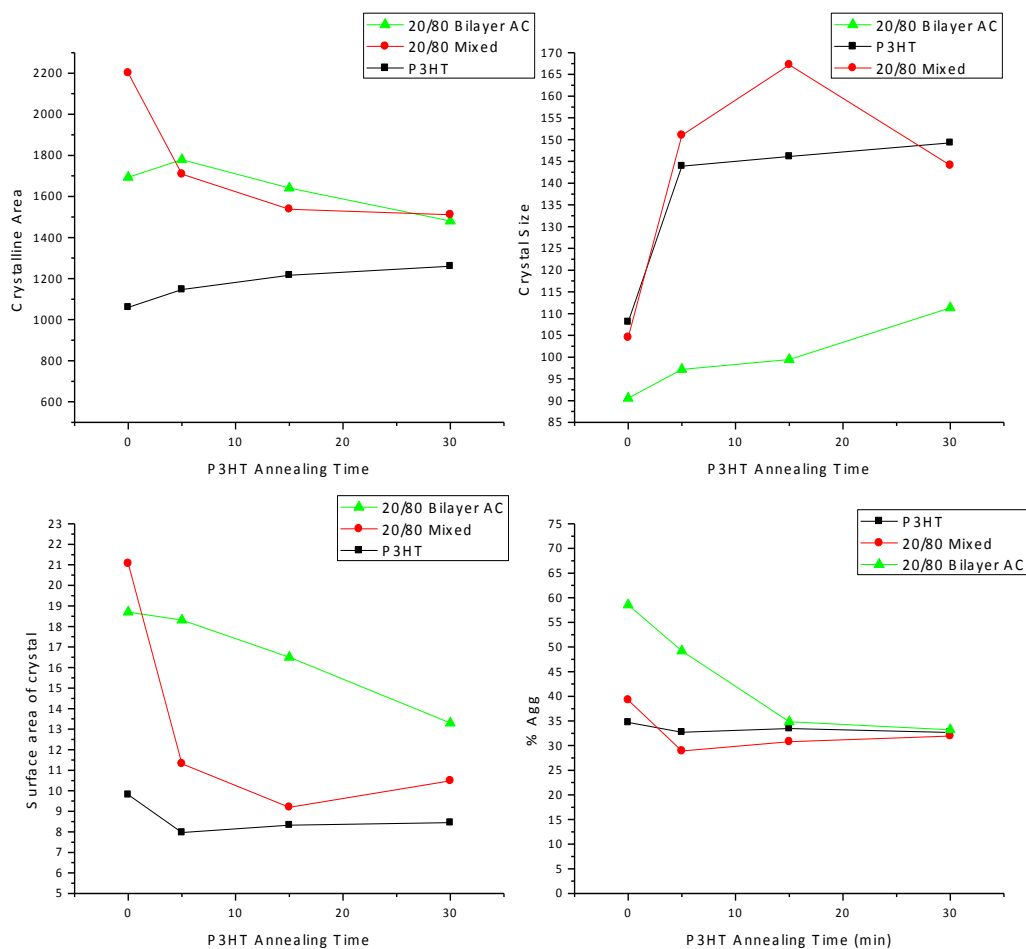 20/80 Bilayer AC
20/80 Mixed
P3HT
2200
2000
1800
1600
1400
1200
1000
800
600
Crystalline Area
0 10 20 30
P3HT Annealing Time
20/80 Bilayer AC
P3HT
20/80 Mixed
170
165
160
155
150
145
140
135
130
125
120
115
110
105
100
95
90
85
Crystal Size
0 10 20 30
P3HT Annealing Time
20/80 Bilayer AC
20/80 Mixed
P3HT
23
22
21
20
19
18
17
16
15
14
13
12
11
10
9
8
7
6
5
Surface area of crystal
0 10 20 30
P3HT Annealing Time
P3HT
20/80 Mixed
20/80 Bilayer AC
75
70
65
60
55
50
45
40
35
30
25
20
15
10
5
0
% Agg
0 10 20 30
P3HT Annealing Time (min)